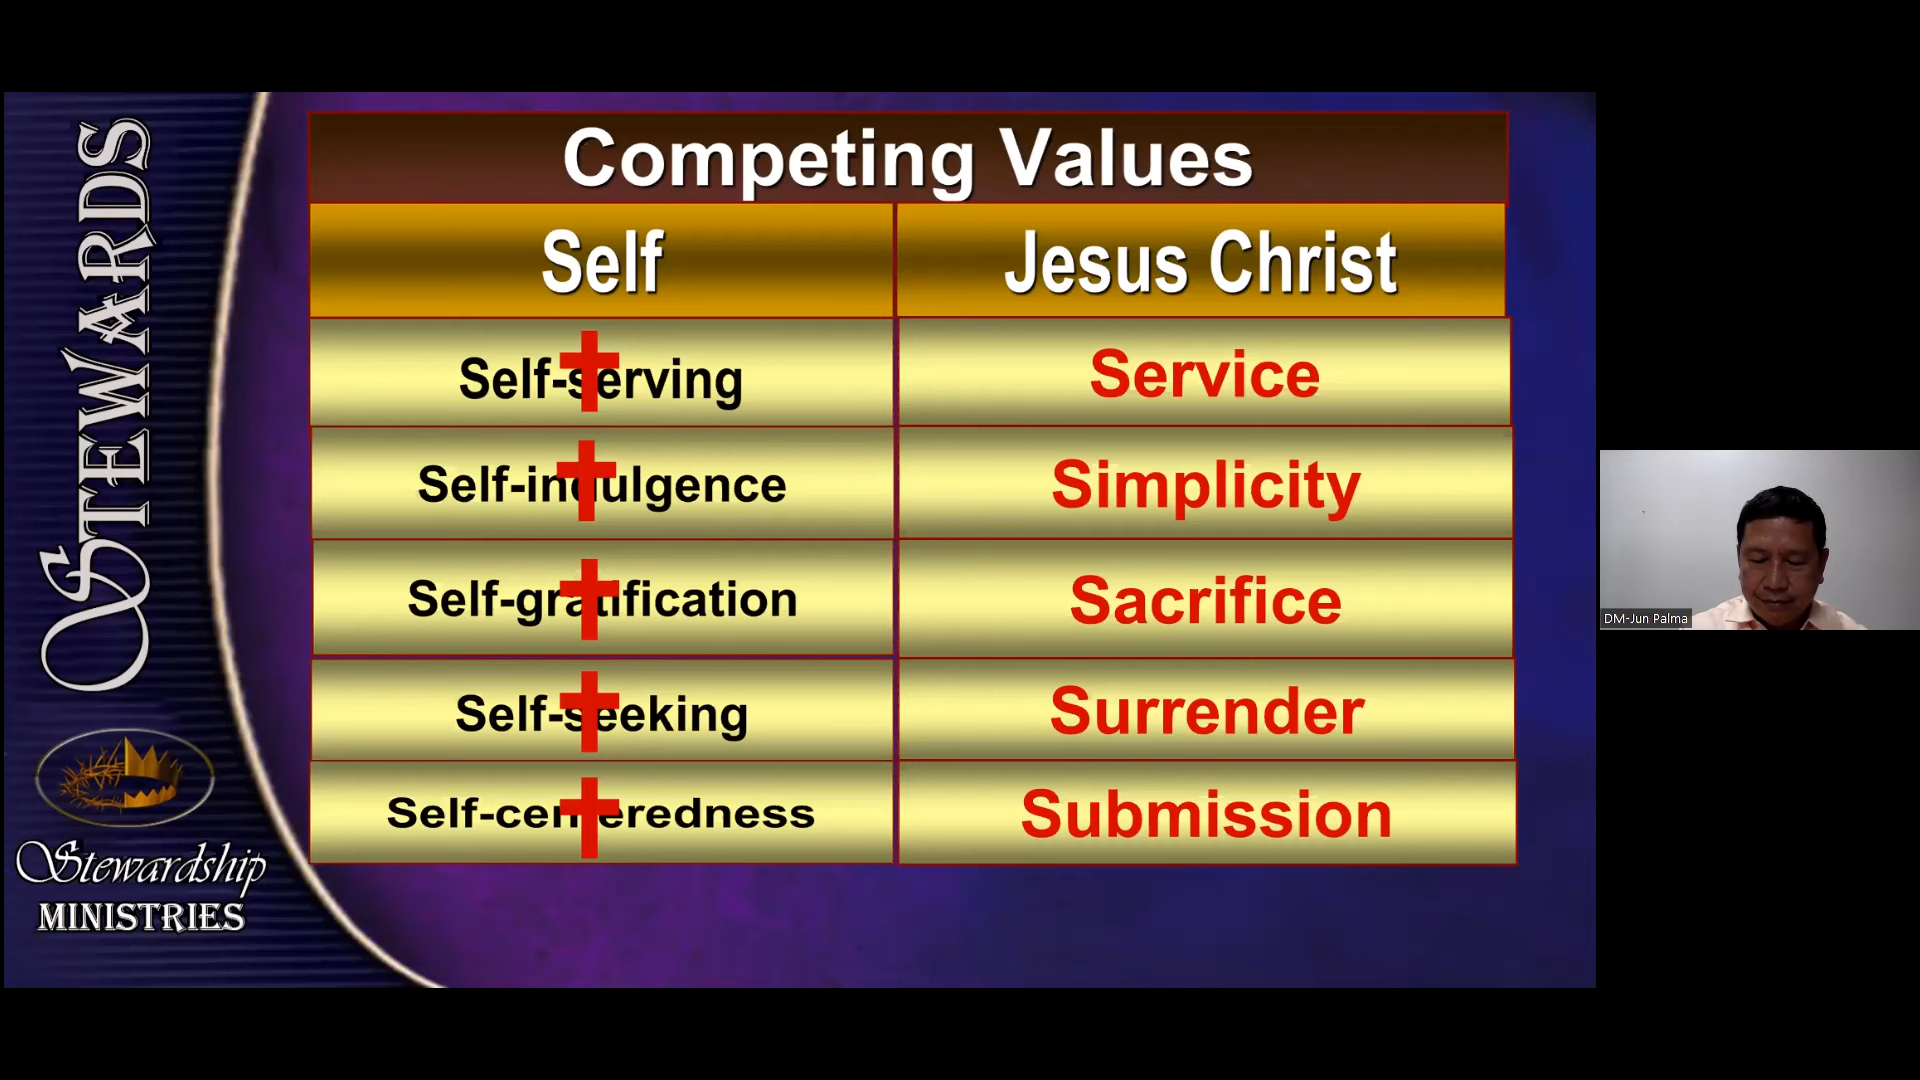 STEWARDS
Stewardship
MINISTRIES
Competing Values
Self Jesus Christ
Self-serving Service
Self-indulgence Simplicity
Self-gratification Sacrifice
Self-seeking Surrender
Self-centeredness Submission
DM-Jun Palma